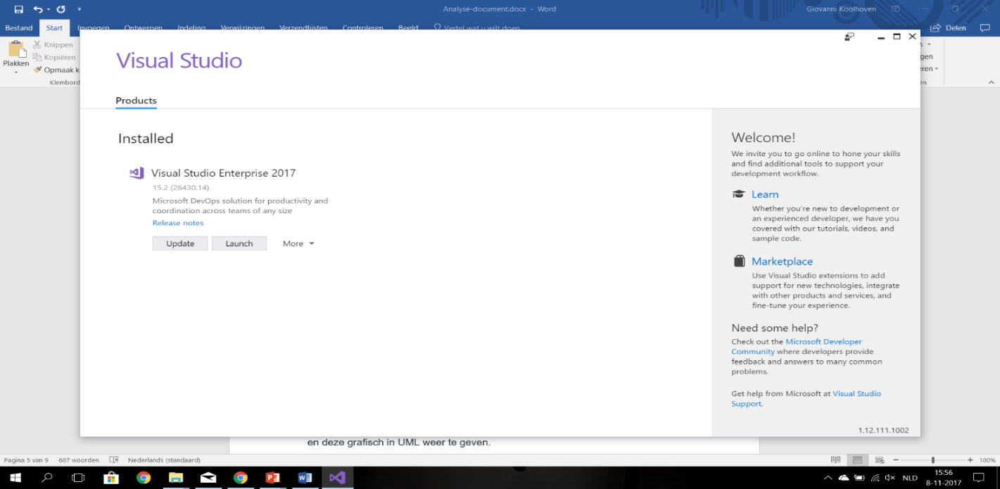 Analyse-document.docx - Word
Giovanni Koolhoven
Bestand
Start
Invoegen
Ontwerpen
Indeling
Verwijzingen
Verzendlijsten
Controleren
Beeld
Vertel wat u wilt doen
Delen
Plakken
Knippen
Kopiëren
Opmaak k
Klembord
gen
eren
en
Visual Studio
Products
Installed
Visual Studio Enterprise 2017
15.2 (26430.14)
Microsoft DevOps solution for productivity and
coordination across teams of any size
Release notes
Update
Launch
More
Welcome!
We invite you to go online to hone your skills
and find additional tools to support your
development workflow.
Learn
Whether you're new to development or
an experienced developer, we have you
covered with our tutorials, videos, and
sample code.
Marketplace
Use Visual Studio extensions to add
support for new technologies, integrate
with other products and services, and
fine-tune your experience.
Need some help?
Check out the Microsoft Developer
Community where developers provide
feedback and answers to many common
problems.
Get help from Microsoft at Visual Studio
Support.
1.12.111.1002
en deze grafisch in UML weer te geven.
Pagina 5 van 9
607 woorden
Nederlands (standaard)
100%
NLD
15:56
8-11-2017